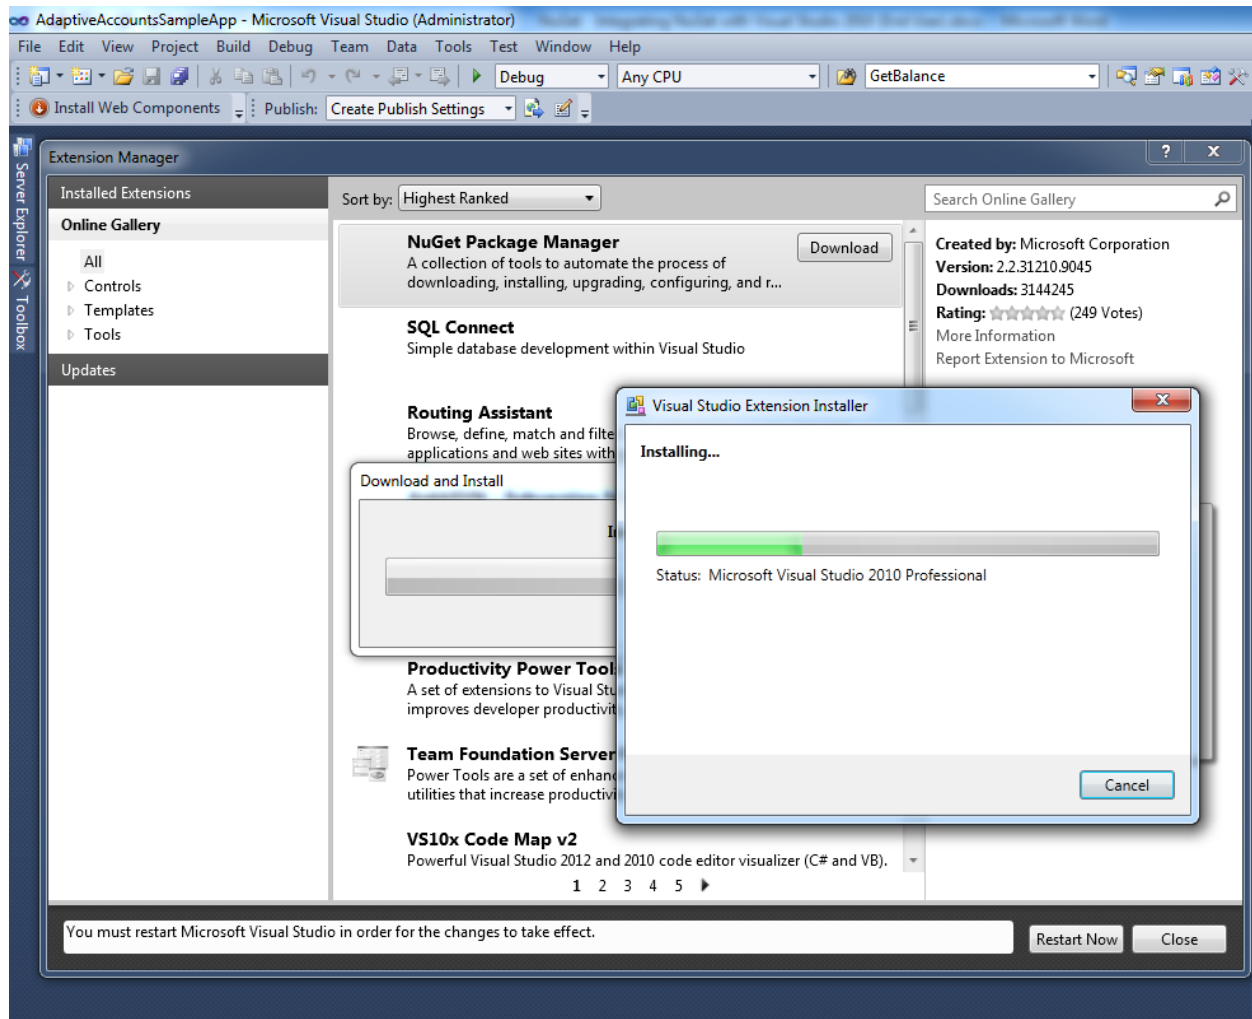 AdaptiveAccountsSampleApp - Microsoft Visual Studio (Administrator)
File Edit View Project Build Debug Team Data Tools Test Window Help
Debug Any CPU GetBalance
Install Web Components Publish: Create Publish Settings
Server Explorer
Toolbox
Extension Manager
Installed Extensions
Online Gallery
All
Controls
Templates
Tools
Updates
Sort by: Highest Ranked
NuGet Package Manager
A collection of tools to automate the process of
downloading, installing, upgrading, configuring, and r...
Download
SQL Connect
Simple database development within Visual Studio
Routing Assistant
Browse, define, match and filte
applications and web sites with
Download and Install
Productivity Power Tool
A set of extensions to Visual Stu
improves developer productivit
Team Foundation Server
Power Tools are a set of enhanc
utilities that increase productivi
VS10x Code Map v2
Powerful Visual Studio 2012 and 2010 code editor visualizer (C# and VB).
1 2 3 4 5
Search Online Gallery
Created by: Microsoft Corporation
Version: 2.2.31210.9045
Downloads: 3144245
Rating: (249 Votes)
More Information
Report Extension to Microsoft
Visual Studio Extension Installer
Installing...
Status: Microsoft Visual Studio 2010 Professional
Cancel
You must restart Microsoft Visual Studio in order for the changes to take effect.
Restart Now Close